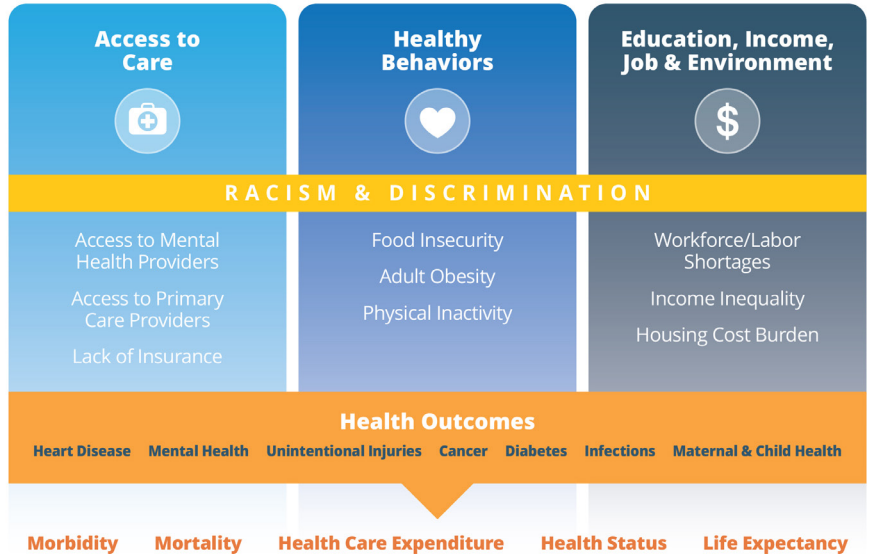 Access to
Care
Healthy
Behaviors
Education, Income,
Job & Environment
$
RACISM & DISCRIMINATION
Access to Mental
Health Providers
Access to Primary
Care Providers
Lack of Insurance
Food Insecurity
Adult Obesity
Physical Inactivity
Workforce/Labor
Shortages
Income Inequality
Housing Cost Burden
Health Outcomes
Heart Disease Mental Health Unintentional Injuries Cancer Diabetes Infections Maternal & Child Health
Morbidity Mortality Health Care Expenditure Health Status Life Expectancy